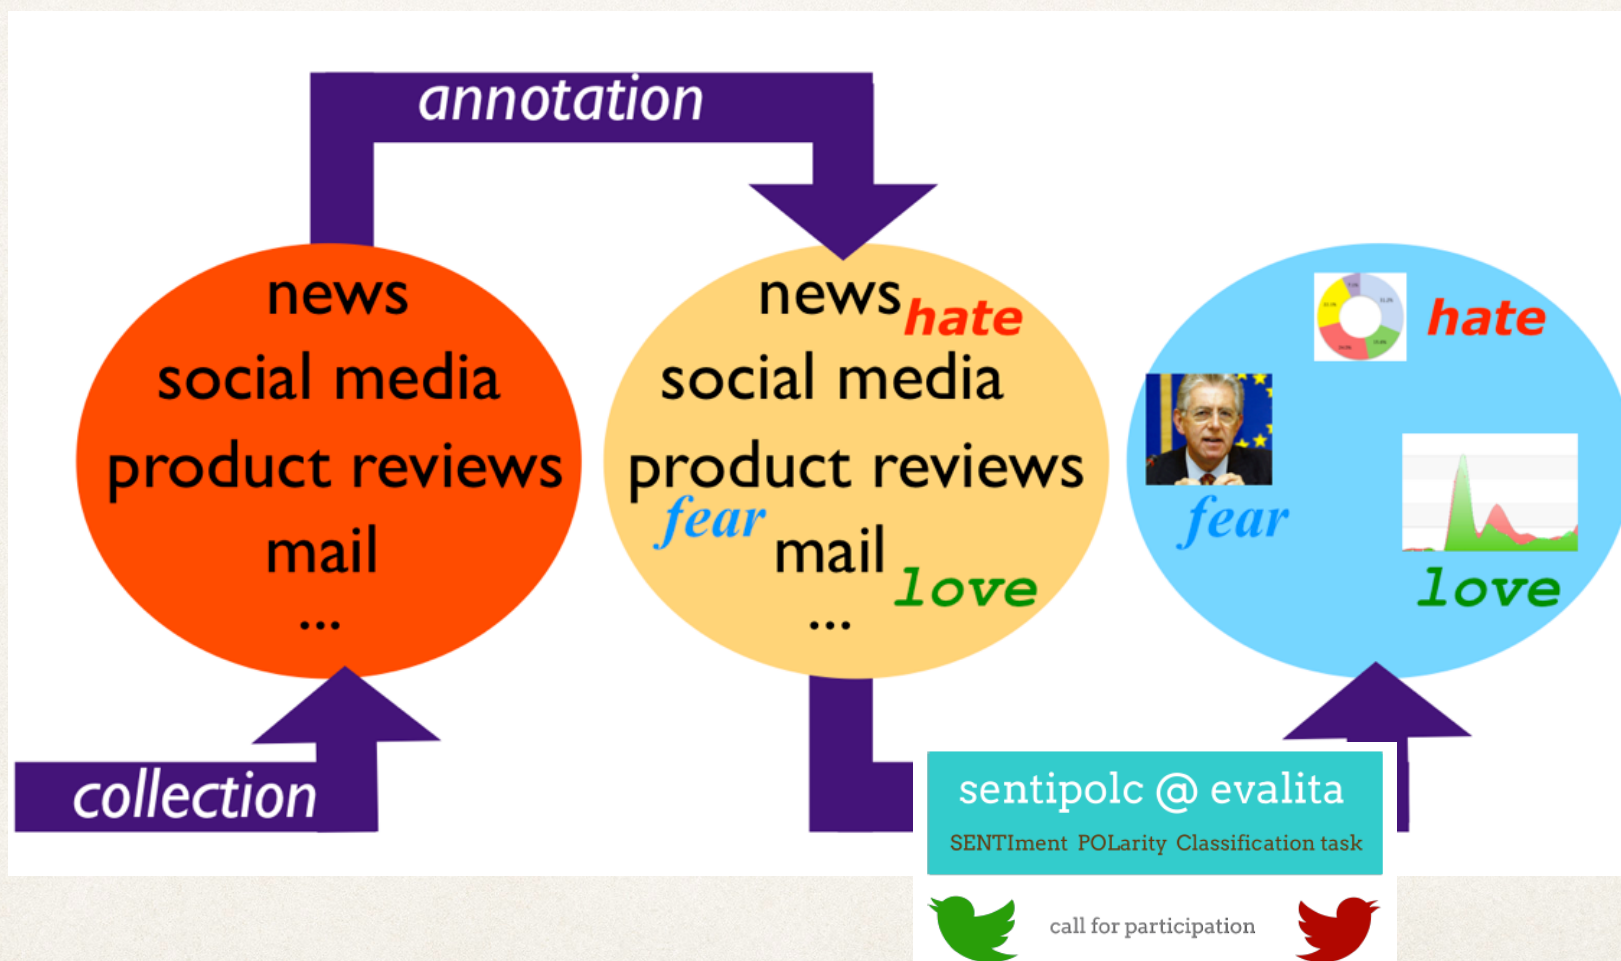 annotation
news
social media
product reviews
mail
...
news
hate
social media
product reviews
fear
mail
love
...
hate
fear
love
collection
sentipolc @ evalita
SENTIment POLarity Classification task
call for participation